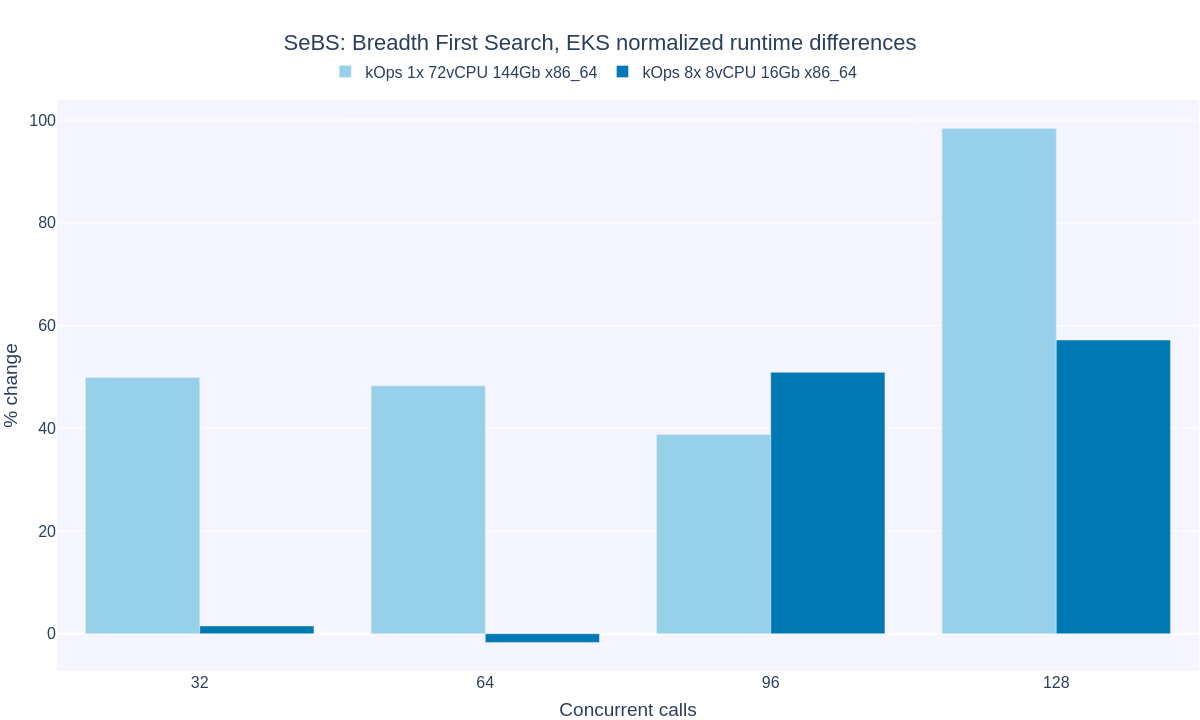 SeBS: Breadth First Search, EKS normalized runtime differences
kOps 1x 72vCPU 144Gb x86_64 kOps 8x 8vCPU 16Gb x86_64
100
80
60
40
20
0
% change
32 64 96 128
Concurrent calls